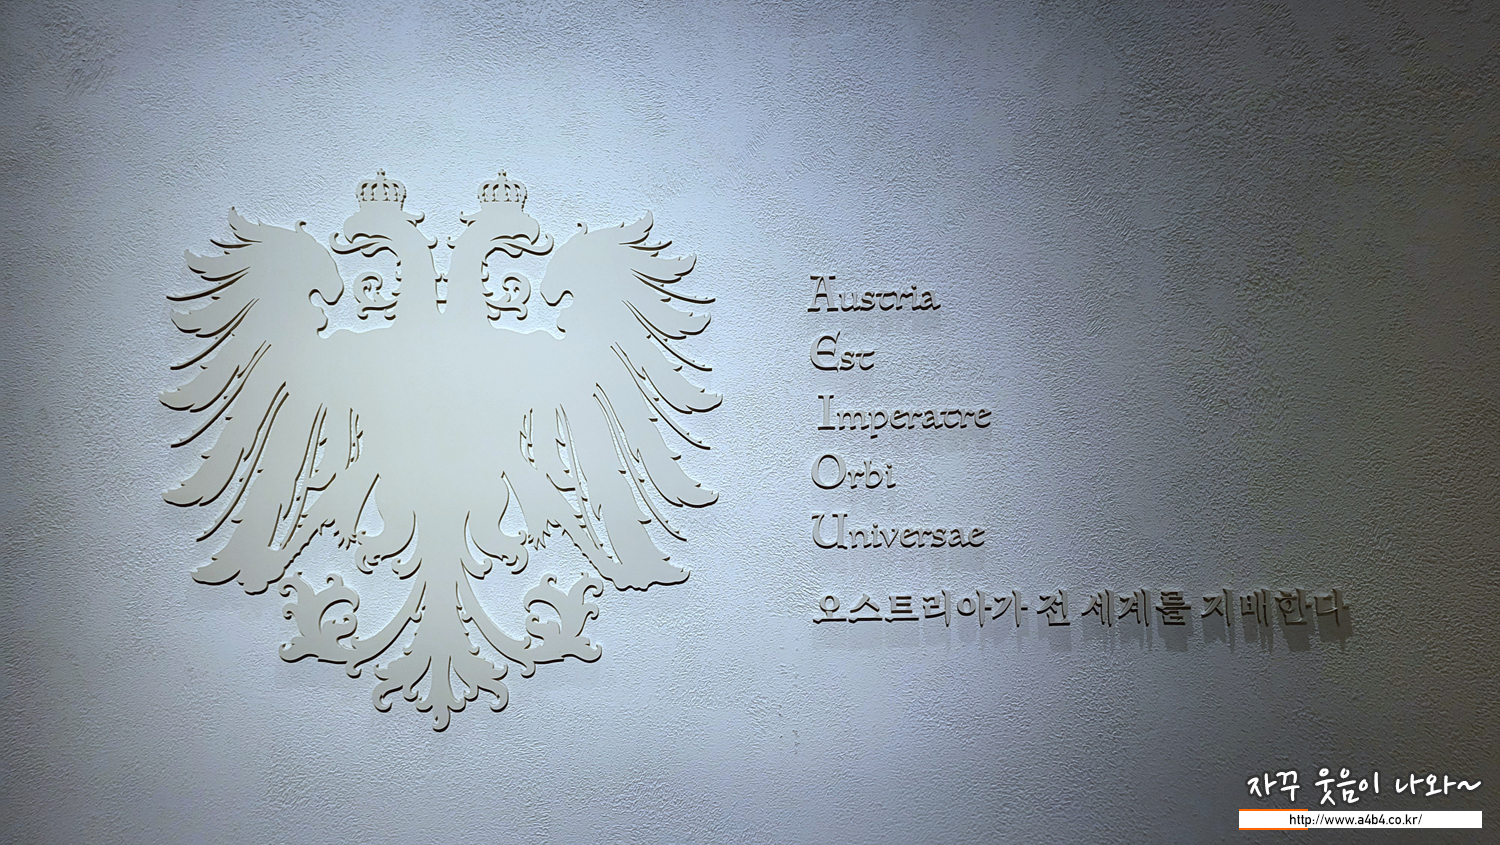 Austria
Est
Imperatre
Orbi
Universae
오스트리아가 전 세계를 지배한다
자꾸 웃음이 나와~
http://www.a4b4.co.kr/